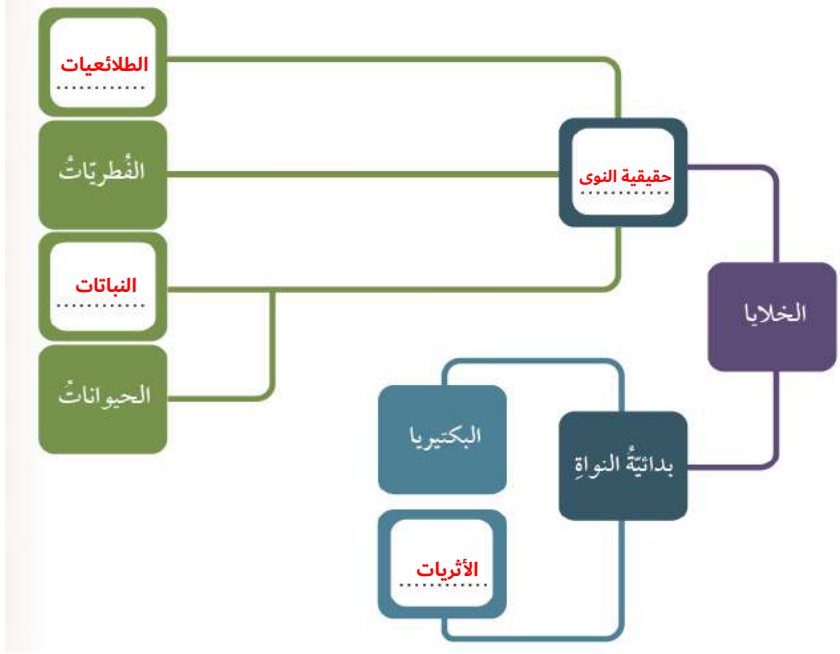 الخلايا
حقيقية النوى
............
الطلائعيات
............
الفُطريّاتُ
النباتات
............
الحيواناتُ
بدائيّةُ النواةِ
البكتيريا
الأثريات
............